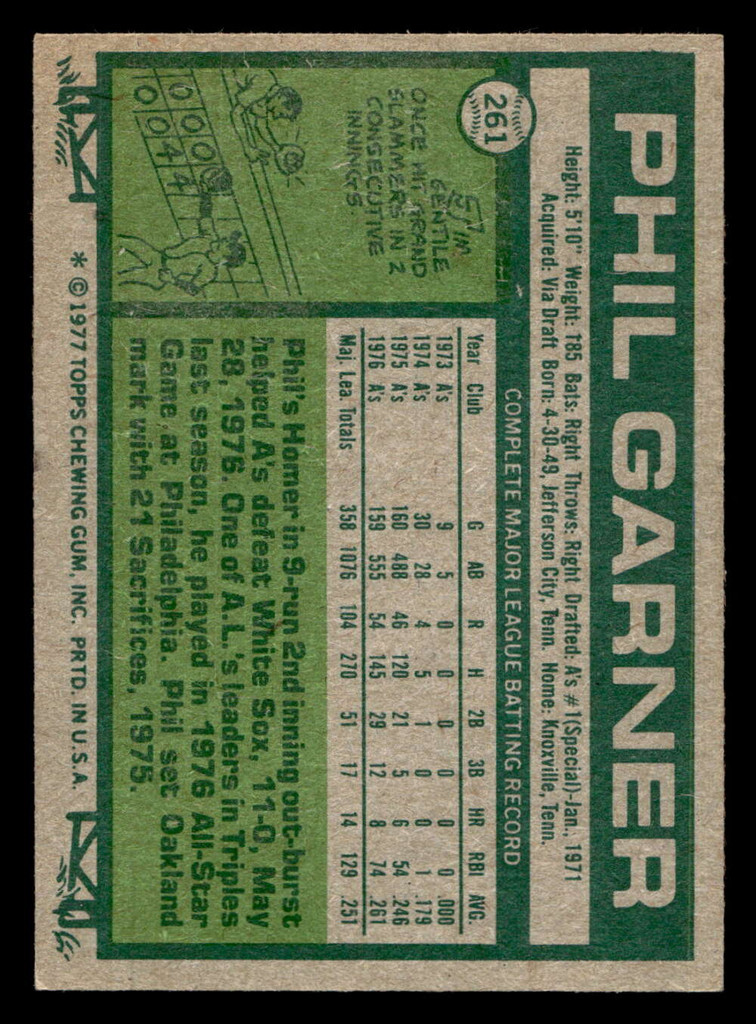 261
PHIL GARNER
Height: 5'10" Weight: 185 Bats: Right Throws: Right Drafted: A's #1(Special)-Jan., 1971
Acquired: Via Draft Born: 4-30-49, Jefferson City, Tenn. Home: Knoxville, Tenn.
COMPLETE MAJOR LEAGUE BATTING RECORD
Year Club G AB R H 2B 3B HR RBI AVG.
1973 A's 9 5 0 0 0 0 0 0 .000
1974 A's 30 28 4 5 1 0 0 1 .179
1975 A's 160 488 46 120 21 5 6 54 .246
1976 A's 159 555 54 145 29 12 8 74 .261
Maj. Lea. Totals 358 1076 104 270 51 17 14 129 .251
Phil's Homer in 9-run 2nd inning out-burst
helped A's defeat White Sox, 11-0, May
28, 1976. One of A.L.'s leaders in Triples
last season, he played in 1976 All-Star
Game at Philadelphia. Phil set Oakland
mark with 21 Sacrifices, 1975.
GENTILE
ONCE HIT GRAND
SLAMMERS IN 2
CONSECUTIVE
INNINGS.
0 0 0
0 0 4 4
* © 1977 TOPPS CHEWING GUM, INC. PRTD. IN U.S.A.